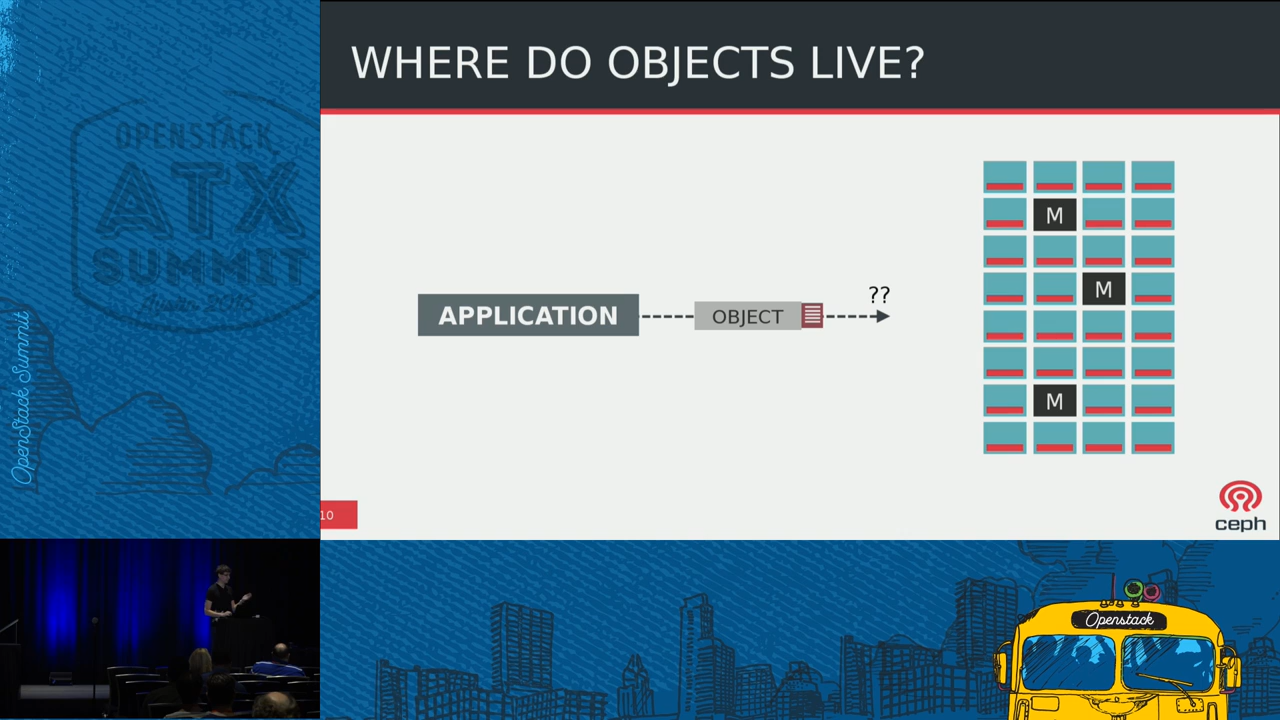 OPENSTACK
ATX
SUMMIT
Austin 2016
OpenStack Summit
WHERE DO OBJECTS LIVE?
APPLICATION
OBJECT
??
M
M
M
10
ceph
Openstack